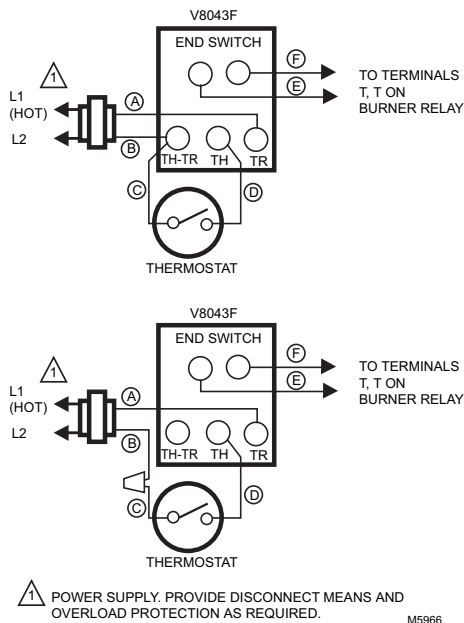 V8043F
END SWITCH
F
E
TO TERMINALS
T, T ON
BURNER RELAY
1
L1
(HOT)
L2
A
B
TH-TR TH TR
C
D
THERMOSTAT
V8043F
END SWITCH
F
E
TO TERMINALS
T, T ON
BURNER RELAY
1
L1
(HOT)
L2
A
B
TH-TR TH TR
C
D
THERMOSTAT
1 POWER SUPPLY. PROVIDE DISCONNECT MEANS AND
OVERLOAD PROTECTION AS REQUIRED.
M5966